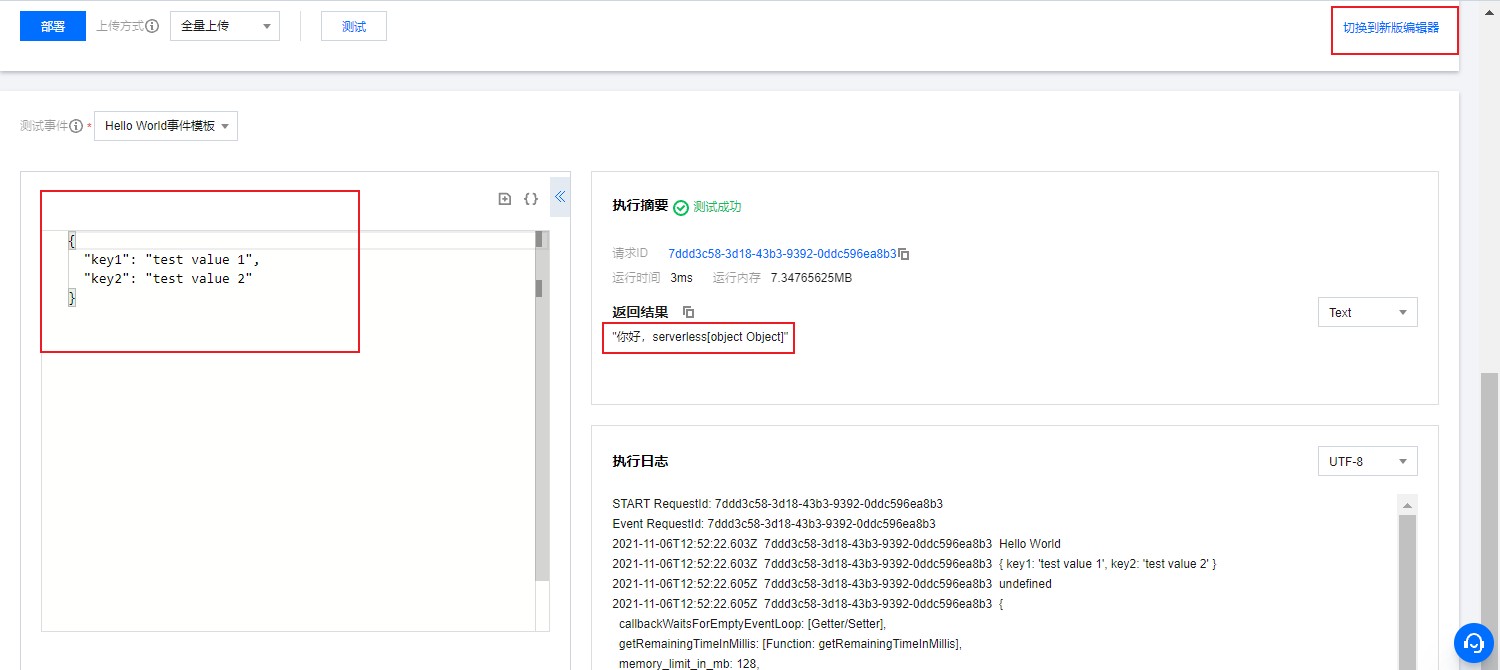 部署 上传方式 全量上传 测试 切换到新版编辑器
测试事件 * Hello World事件模板
{
"key1": "test value 1",
"key2": "test value 2"
}
执行摘要 测试成功
请求ID 7ddd3c58-3d18-43b3-9392-0ddc596ea8b3
运行时间 3ms 运行内存 7.34765625MB
返回结果 Text
"你好，serverless[object Object]"
执行日志 UTF-8
START RequestId: 7ddd3c58-3d18-43b3-9392-0ddc596ea8b3
Event RequestId: 7ddd3c58-3d18-43b3-9392-0ddc596ea8b3
2021-11-06T12:52:22.603Z 7ddd3c58-3d18-43b3-9392-0ddc596ea8b3 Hello World
2021-11-06T12:52:22.603Z 7ddd3c58-3d18-43b3-9392-0ddc596ea8b3 { key1: 'test value 1', key2: 'test value 2' }
2021-11-06T12:52:22.605Z 7ddd3c58-3d18-43b3-9392-0ddc596ea8b3 undefined
2021-11-06T12:52:22.605Z 7ddd3c58-3d18-43b3-9392-0ddc596ea8b3 {
callbackWaitsForEmptyEventLoop: [Getter/Setter],
getRemainingTimeInMillis: [Function: getRemainingTimeInMillis],
memory_limit_in_mb: 128,